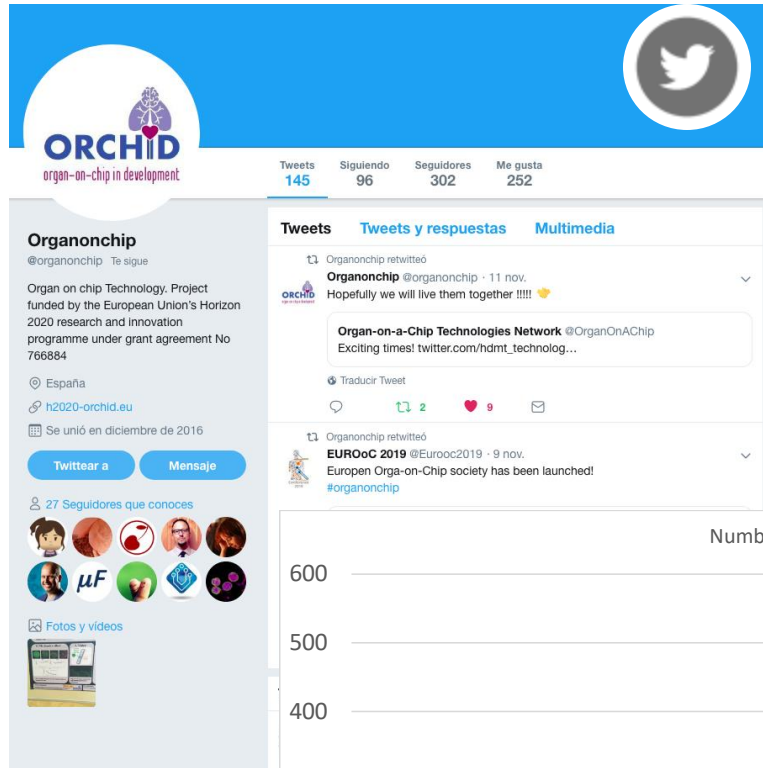 ORCHID
organ-on-chip in development
Tweets Siguiendo Seguidores Me gusta
145 96 302 252
Organonchip
@organonchip Te sigue
Organ on chip Technology. Project
funded by the European Union's Horizon
2020 research and innovation
programme under grant agreement No
766884
España
h2020-orchid.eu
Se unió en diciembre de 2016
Twittear a Mensaje
27 Seguidores que conoces
μF
Fotos y vídeos
Tweets Tweets y respuestas Multimedia
Organonchip retwitteó
Organonchip @organonchip · 11 nov.
ORCHID
Hopefully we will live them together !!!!!
Organ-on-a-Chip Technologies Network @OrganOnAChip
Exciting times! twitter.com/hdmt_technolog…
Traducir Tweet
2 9
Organonchip retwitteó
EUROoC 2019 @Eurooc2019 · 9 nov.
Europen Orga-on-Chip society has been launched!
#organonchip
Numb
600
500
400